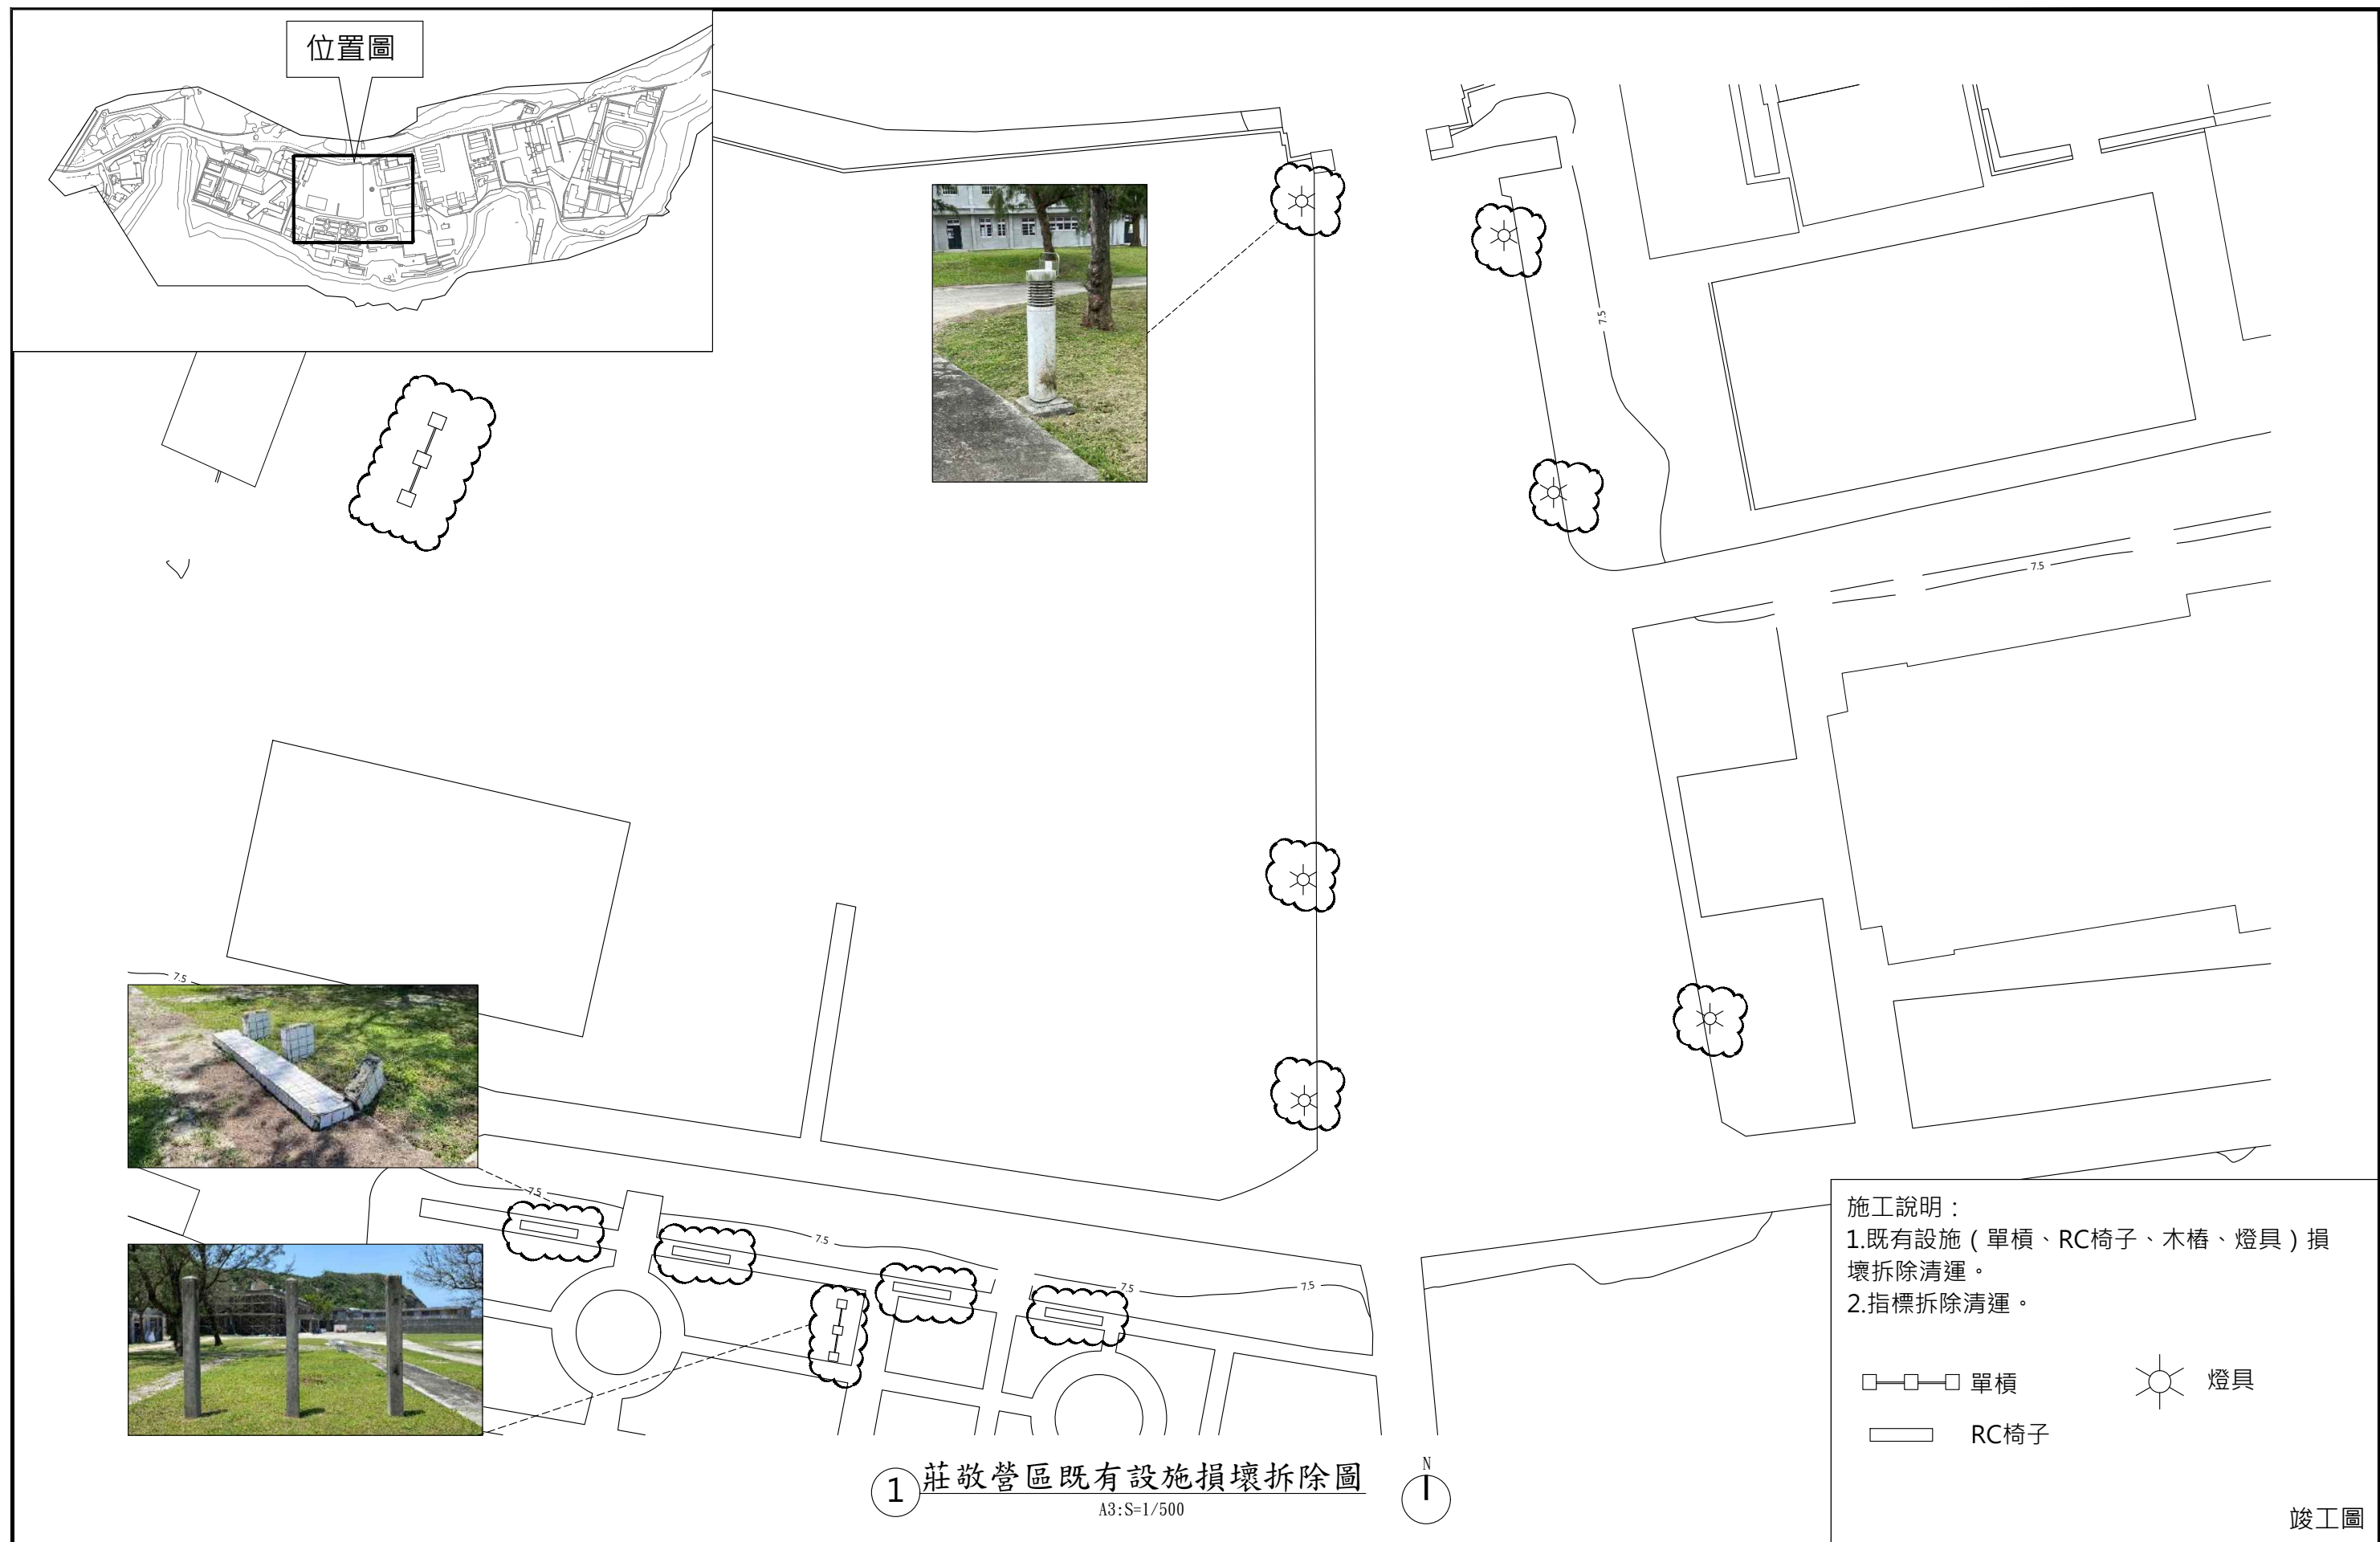 位置圖
7.5
7.5
7.5
7.5
7.5
7.5
7.5
施工說明：
1.既有設施（單槓、RC椅子、木樁、燈具）損
壞拆除清運。
2.指標拆除清運。
單槓
燈具
RC椅子
1 莊敬營區既有設施損壞拆除圖
A3:S=1/500
N
竣工圖